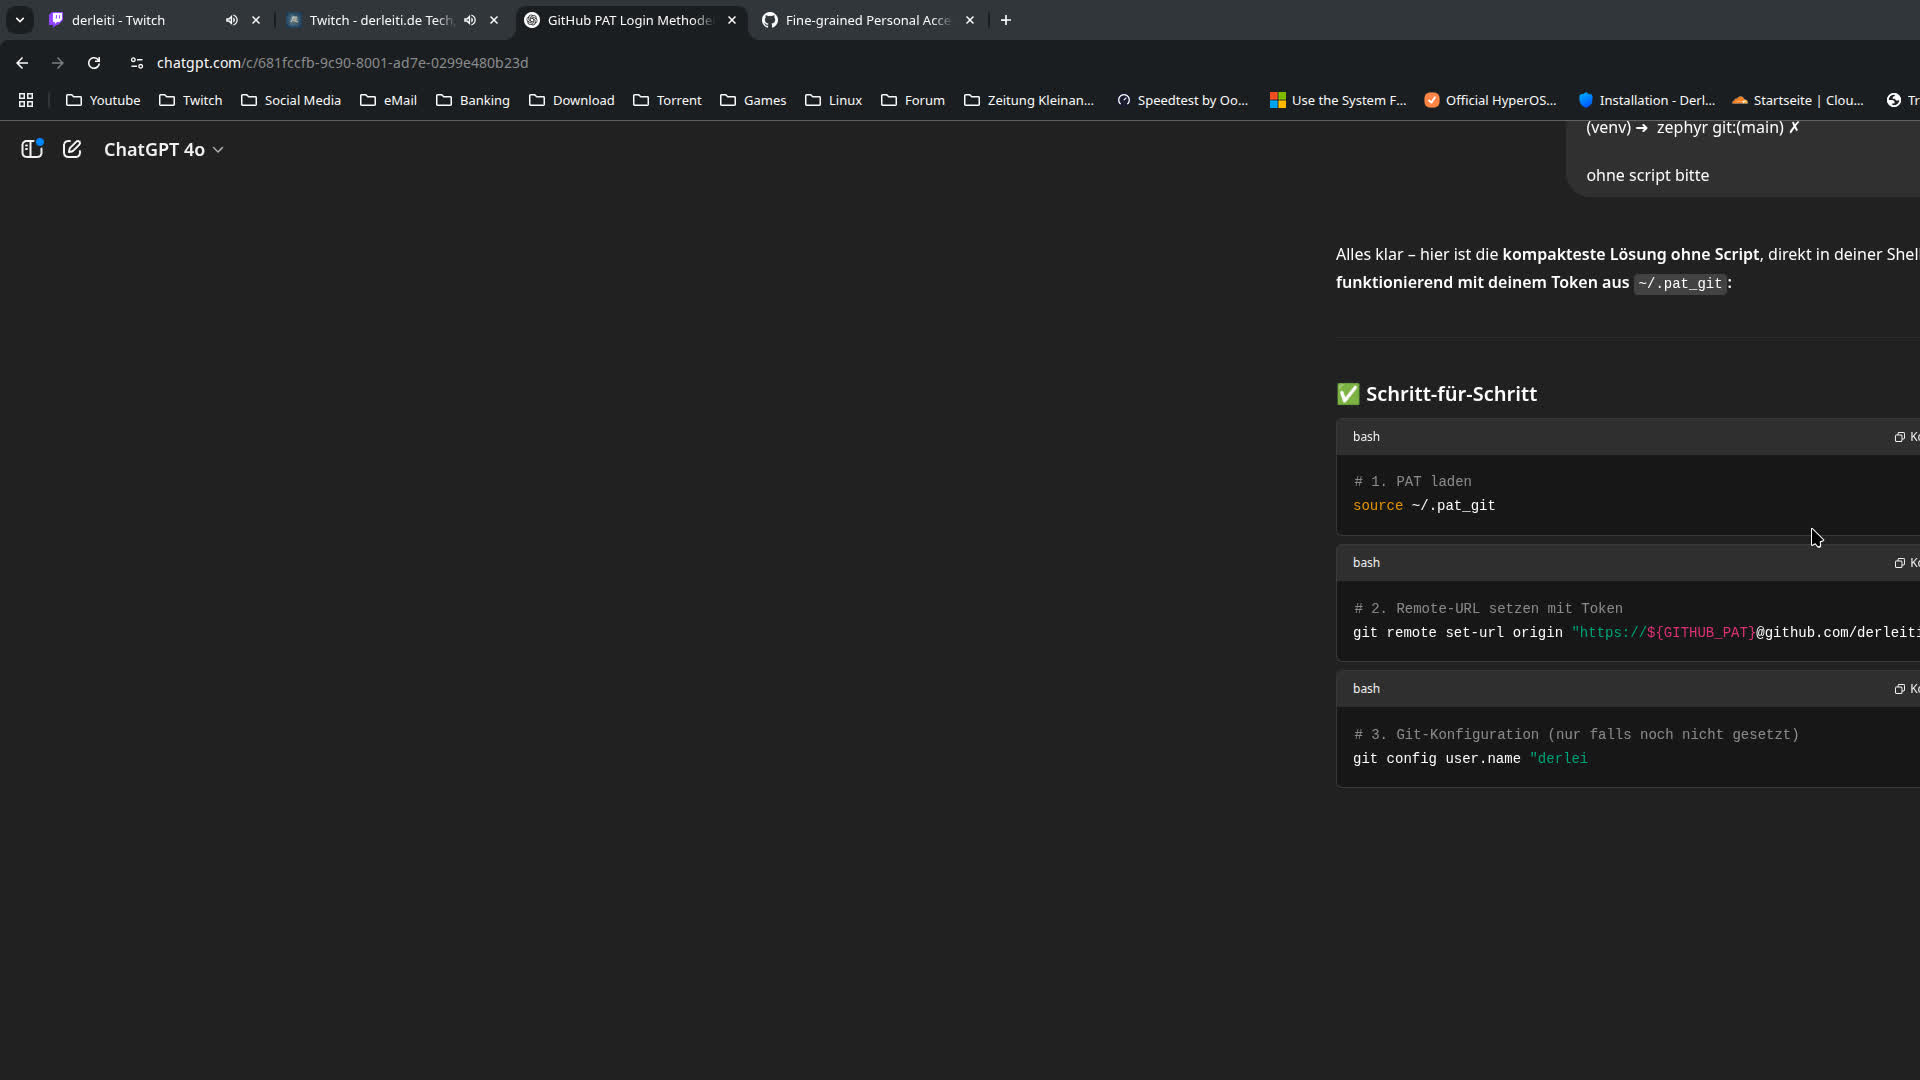 derleiti - Twitch
Twitch - derleiti.de Tech
GitHub PAT Login Methode
Fine-grained Personal Acce
chatgpt.com/c/681fccfb-9c90-8001-ad7e-0299e480b23d
Youtube
Twitch
Social Media
eMail
Banking
Download
Torrent
Games
Linux
Forum
Zeitung Kleinan...
Speedtest by Oo...
Use the System F...
Official HyperOS...
Installation - Derl...
Startseite | Clou...
Tr
ChatGPT 4o
(venv) ➜ zephyr git:(main) ✗
ohne script bitte
Alles klar – hier ist die kompakteste Lösung ohne Script, direkt in deiner Shell
funktionierend mit deinem Token aus ~/.pat_git:
✅ Schritt-für-Schritt
bash
Ko
# 1. PAT laden
source ~/.pat_git
bash
Ko
# 2. Remote-URL setzen mit Token
git remote set-url origin "https://${GITHUB_PAT}@github.com/derleiti
bash
Ko
# 3. Git-Konfiguration (nur falls noch nicht gesetzt)
git config user.name "derlei